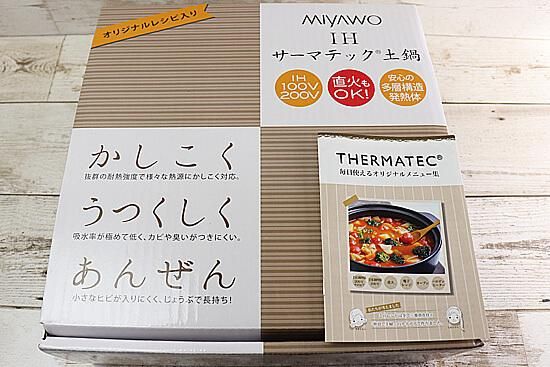 オリジナルレシピ入り
MIYAWO
IH
サーマテック®土鍋
IH
100V
200V
直火も
OK!
安心の
多層構造
発熱体
かしこく
抜群の耐熱強度で様々な熱源にかしこく対応。
うつくしく
吸水率が極めて低く、カビや臭いがつきにくい。
あんぜん
小さなヒビが入りにくく、じょうぶで長持ち!
THERMATEC®
毎日使えるオリジナルメニュー集